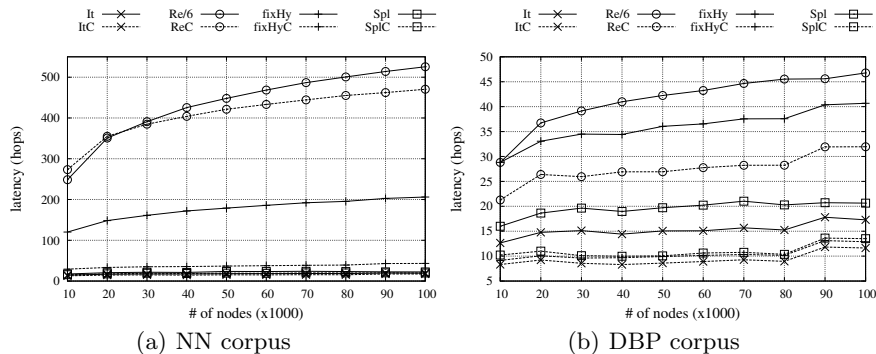 It Re/6 fixHy Spl
ItC ReC fixHyC SplC
500
400
300
200
100
0
latency (hops)
10 20 30 40 50 60 70 80 90 100
# of nodes (x1000)
(a) NN corpus
It Re/6 fixHy Spl
ItC ReC fixHyC SplC
50
45
40
35
30
25
20
15
10
5
latency (hops)
10 20 30 40 50 60 70 80 90 100
# of nodes (x1000)
(b) DBP corpus